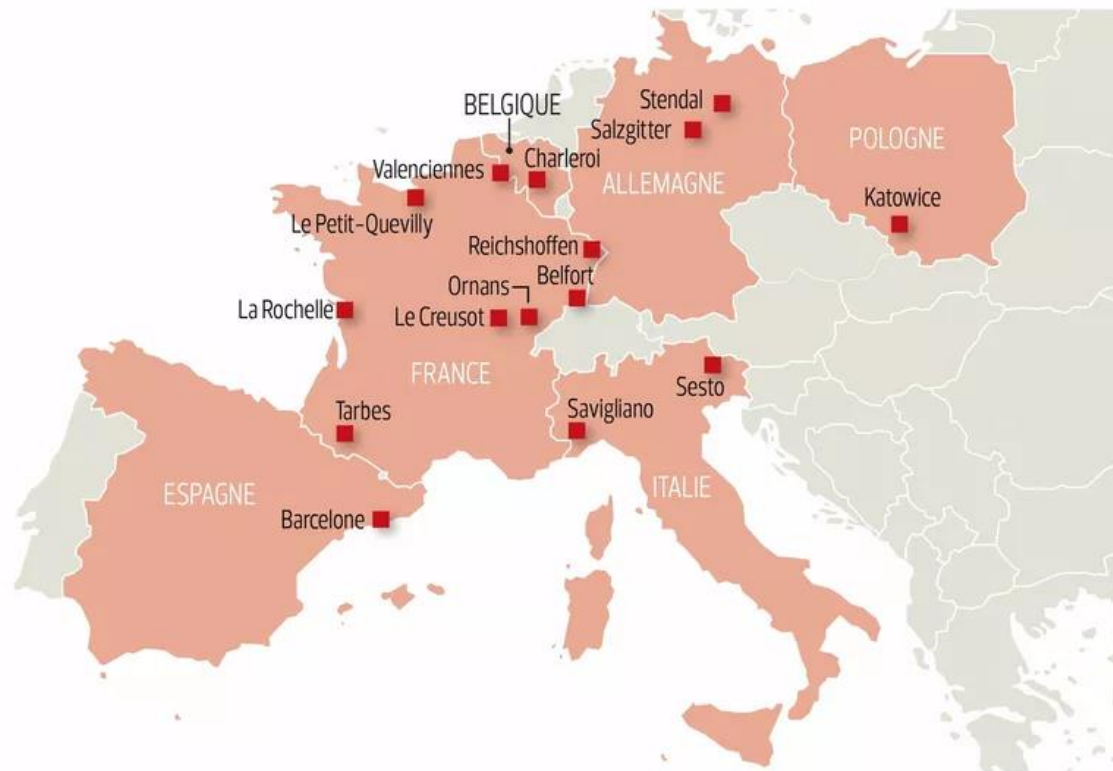 Stendal
BELGIQUE
Salzgitter
POLOGNE
Valenciennes
Charleroi
ALLEMAGNE
Katowice
Le Petit-Quevilly
Reichshoffen
Belfort
Ornans
La Rochelle
Le Creusot
FRANCE
Sesto
Savigliano
Tarbes
ITALIE
ESPAGNE
Barcelone